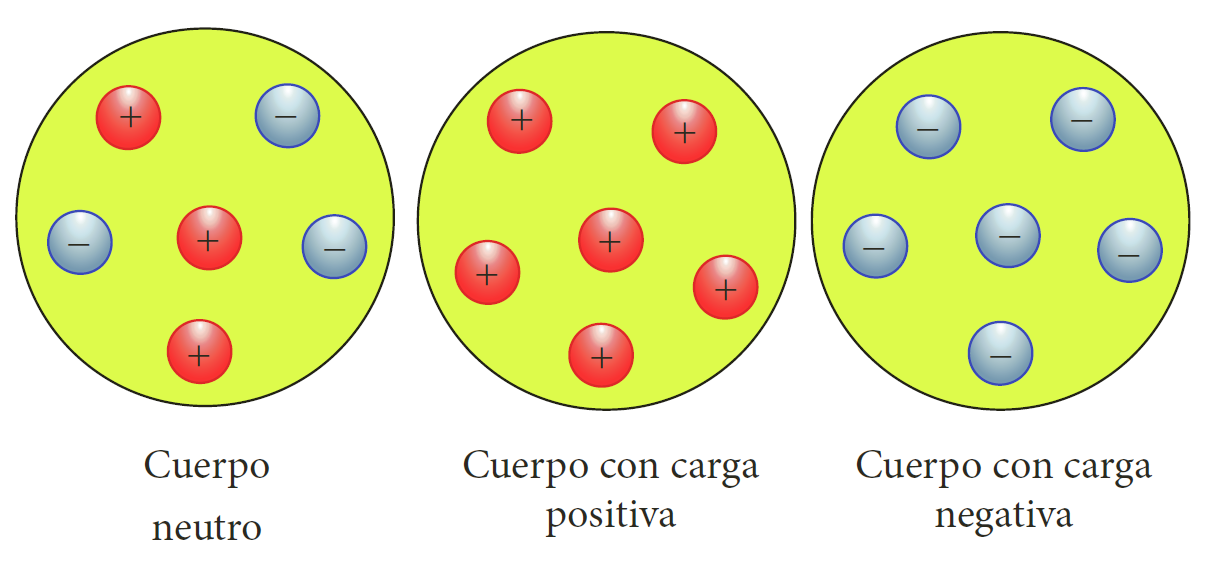 + −
− + −
+
+ +
+
+ +
+
− −
− − −
−
Cuerpo
neutro
Cuerpo con carga
positiva
Cuerpo con carga
negativa